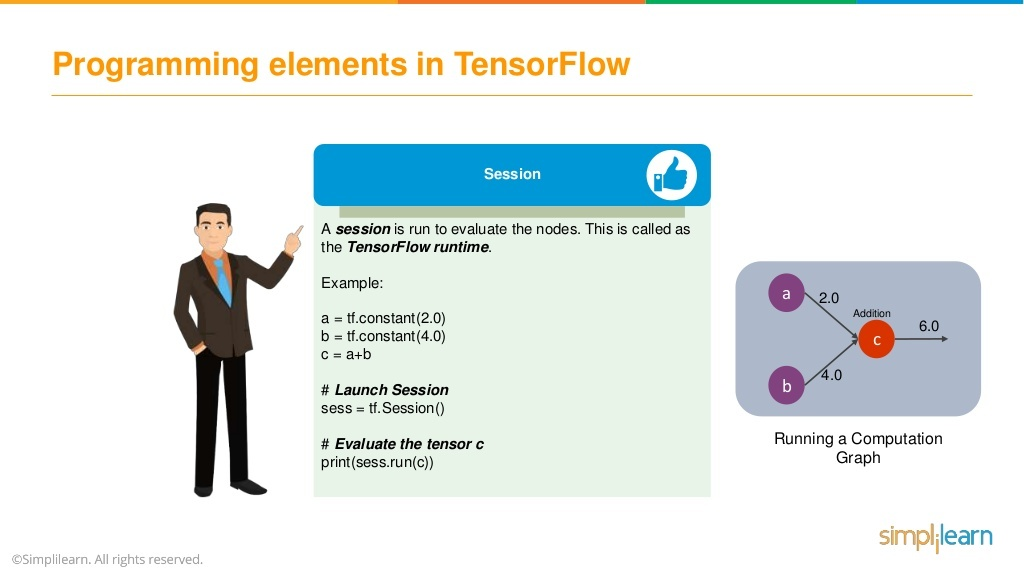 Programming elements in TensorFlow
Session
A session is run to evaluate the nodes. This is called as
the TensorFlow runtime.
Example:
a = tf.constant(2.0)
b = tf.constant(4.0)
c = a+b
# Launch Session
sess = tf.Session()
# Evaluate the tensor c
print(sess.run(c))
a
2.0
Addition
c
6.0
b
4.0
Running a Computation
Graph
simplilearn
©Simplilearn. All rights reserved.